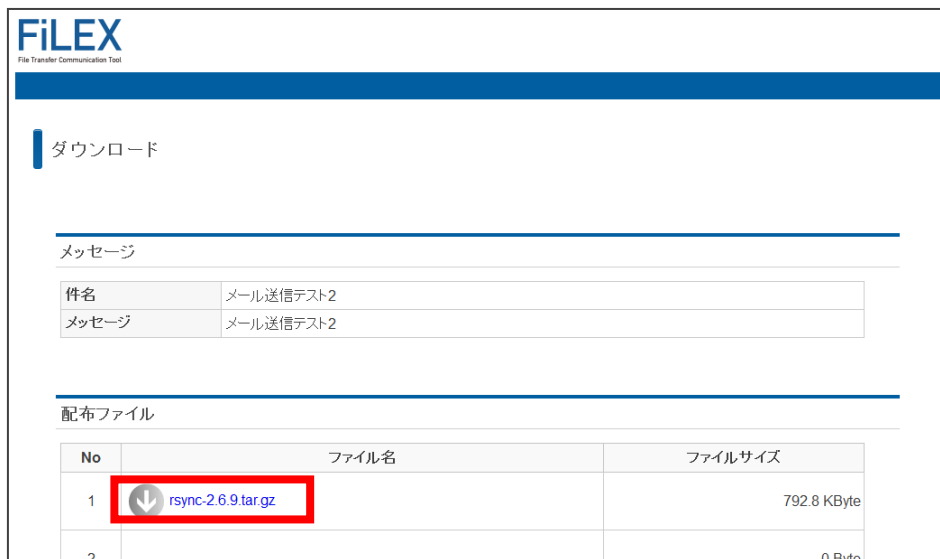 FiLEX
File Transfer Communication Tool
ダウンロード
メッセージ
件名 メール送信テスト2
メッセージ メール送信テスト2
配布ファイル
No ファイル名 ファイルサイズ
1 rsync-2.6.9.tar.gz 792.8 KByte
2 0 Byte